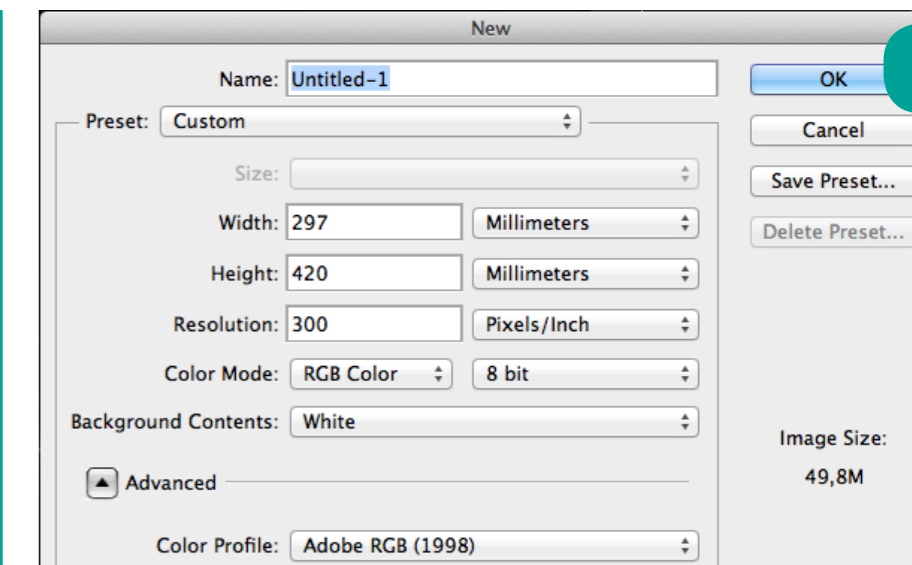 New
Name: Untitled-1
OK
Preset: Custom
Cancel
Size:
Save Preset...
Width: 297 Millimeters
Delete Preset...
Height: 420 Millimeters
Resolution: 300 Pixels/Inch
Color Mode: RGB Color 8 bit
Background Contents: White
Image Size:
49,8M
Advanced
Color Profile: Adobe RGB (1998)